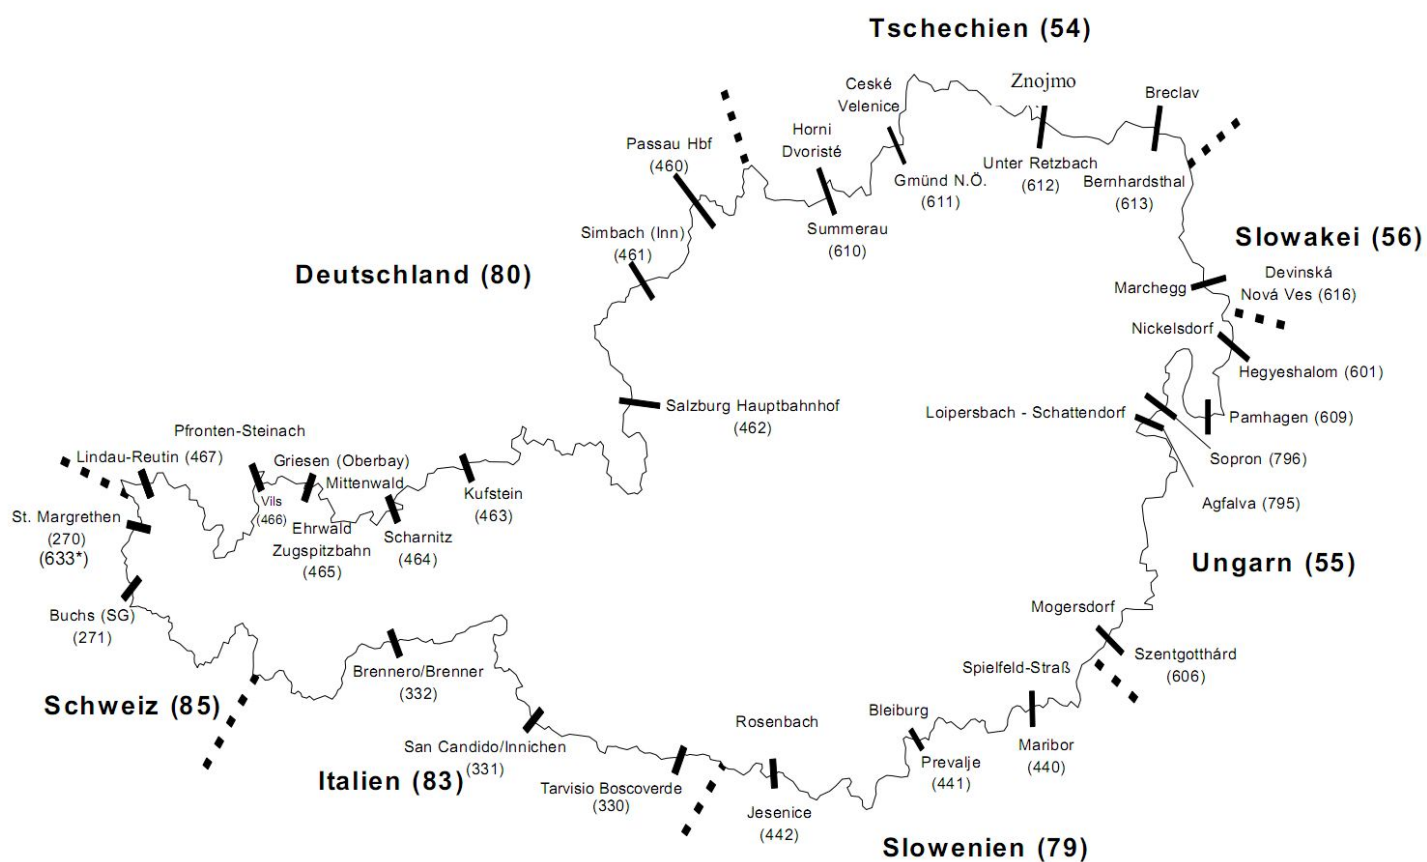 Tschechien (54)
Ceské
Velenice
Znojmo
Breclav
Horni
Dvoristé
Passau Hbf
(460)
Unter Retzbach
(612)
Gmünd N.Ö.
(611)
Bernhardsthal
(613)
Simbach (Inn)
(461)
Summerau
(610)
Slowakei (56)
Deutschland (80)
Marchegg
Devinská
Nová Ves (616)
Nickelsdorf
Hegyeshalom (601)
Salzburg Hauptbahnhof
(462)
Loipersbach - Schattendorf
Pamhagen (609)
Sopron (796)
Agfalva (795)
Pfronten-Steinach
Lindau-Reutin (467)
Griesen (Oberbay)
Mittenwald
Vils
(466)
Kufstein
(463)
St. Margrethen
(270)
(633*)
Ehrwald
Zugspitzbahn
(465)
Scharnitz
(464)
Ungarn (55)
Buchs (SG)
(271)
Mogersdorf
Szentgotthárd
(606)
Brennero/Brenner
(332)
Spielfeld-Straß
Schweiz (85)
Bleiburg
Rosenbach
San Candido/Innichen
(331)
Maribor
(440)
Prevalje
(441)
Italien (83)
Tarvisio Boscoverde
(330)
Jesenice
(442)
Slowenien (79)